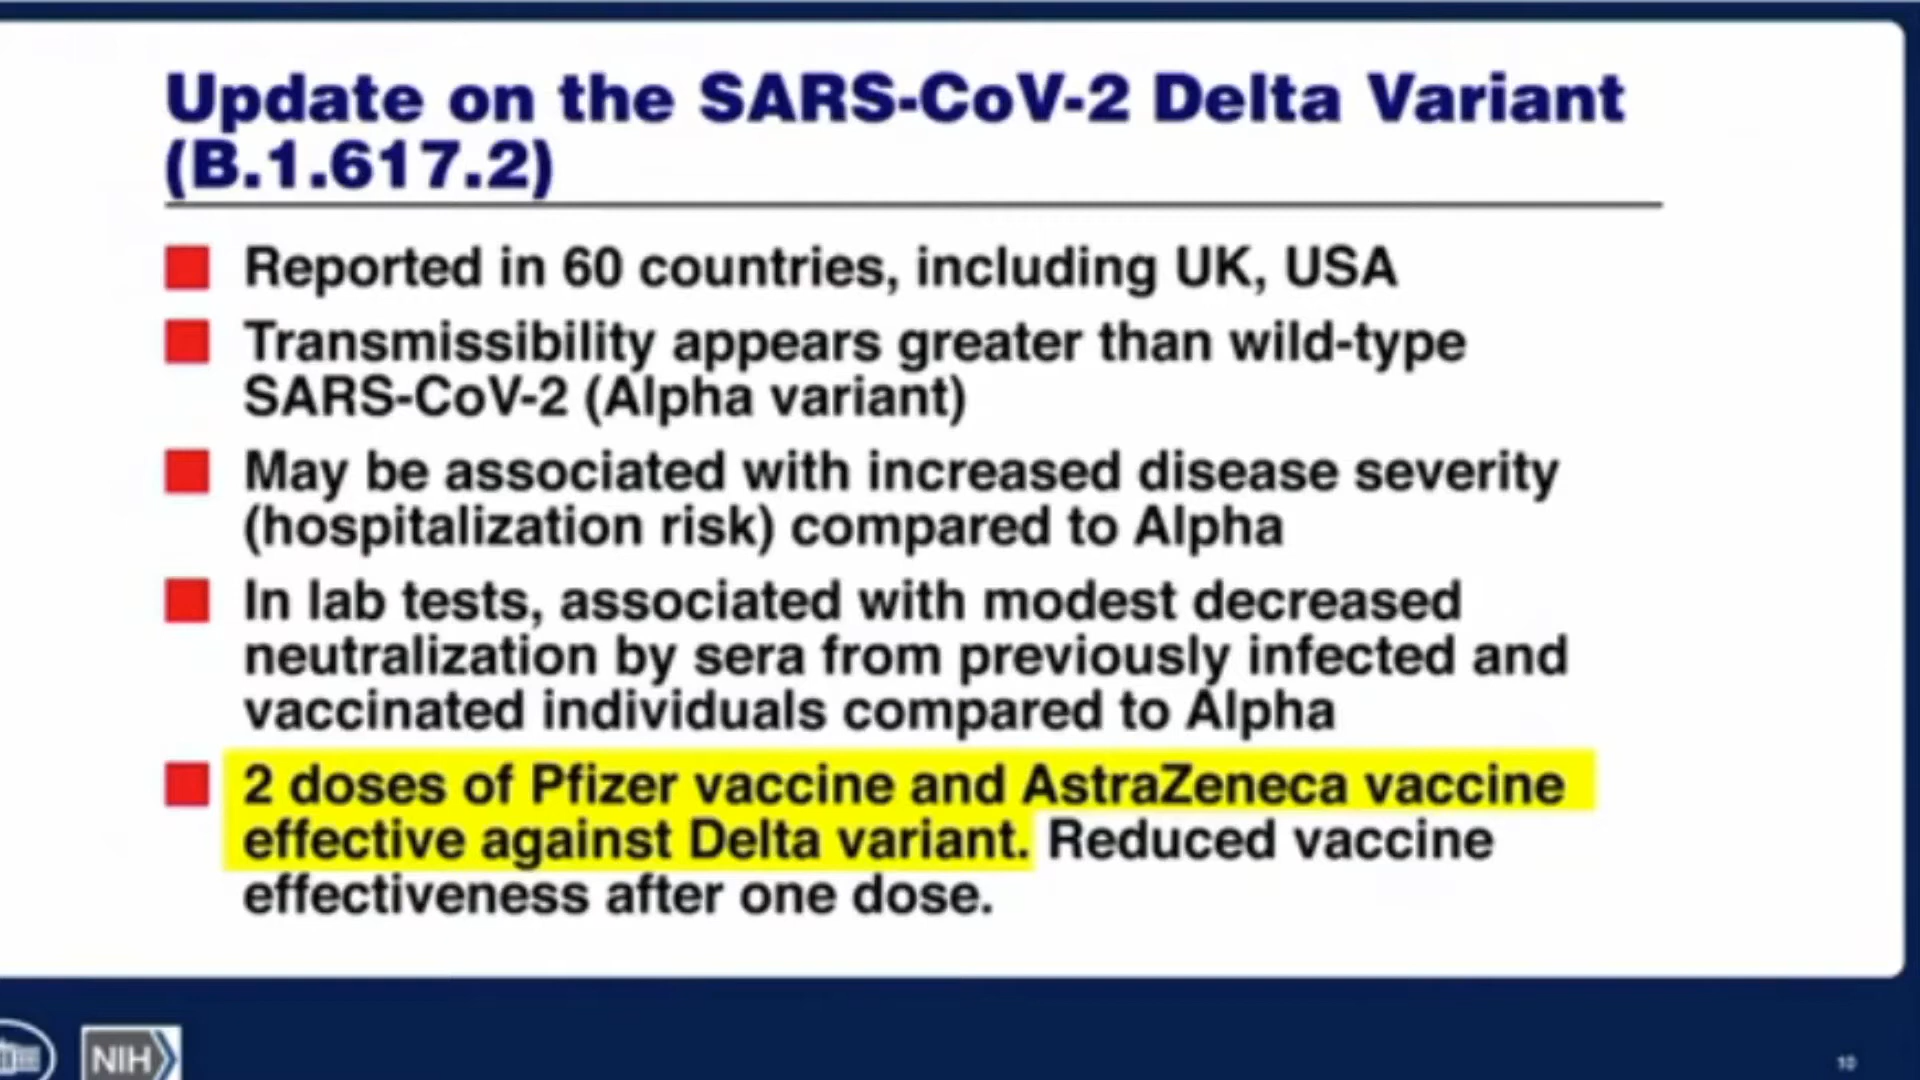 Update on the SARS-CoV-2 Delta Variant
(B.1.617.2)
Reported in 60 countries, including UK, USA
Transmissibility appears greater than wild-type
SARS-CoV-2 (Alpha variant)
May be associated with increased disease severity
(hospitalization risk) compared to Alpha
In lab tests, associated with modest decreased
neutralization by sera from previously infected and
vaccinated individuals compared to Alpha
2 doses of Pfizer vaccine and AstraZeneca vaccine
effective against Delta variant. Reduced vaccine
effectiveness after one dose.
NIH
10